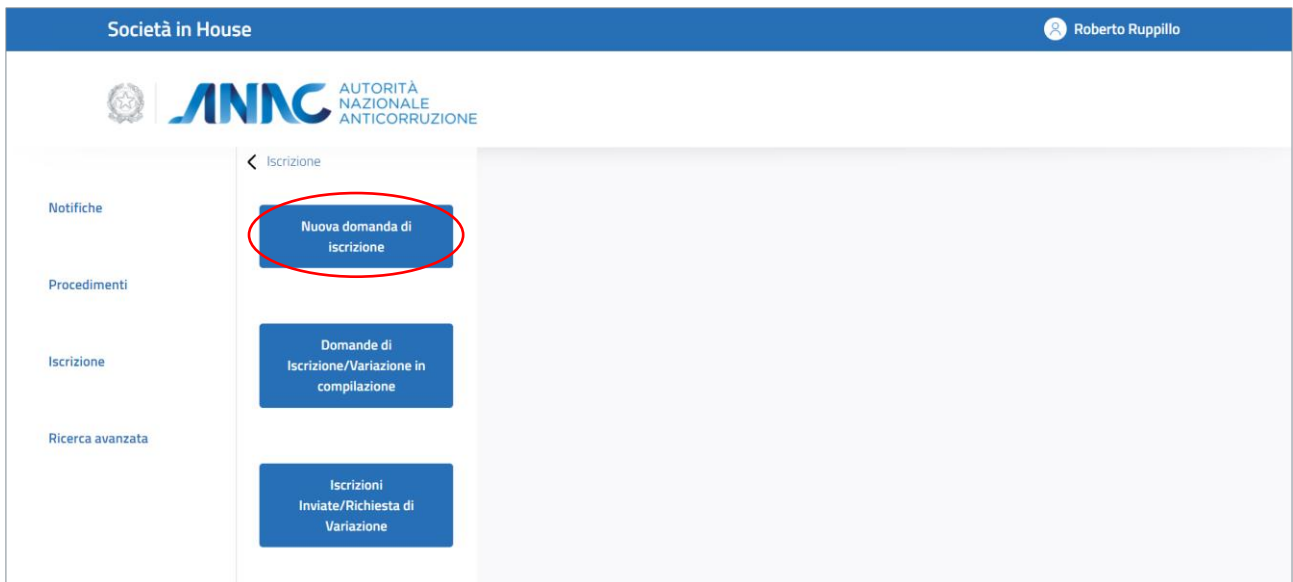 Società in House
Roberto Ruppillo
ANAC
AUTORITÀ
NAZIONALE
ANTICORRUZIONE
Iscrizione
Notifiche
Procedimenti
Iscrizione
Ricerca avanzata
Nuova domanda di
iscrizione
Domande di
Iscrizione/Variazione in
compilazione
Iscrizioni
Inviate/Richiesta di
Variazione